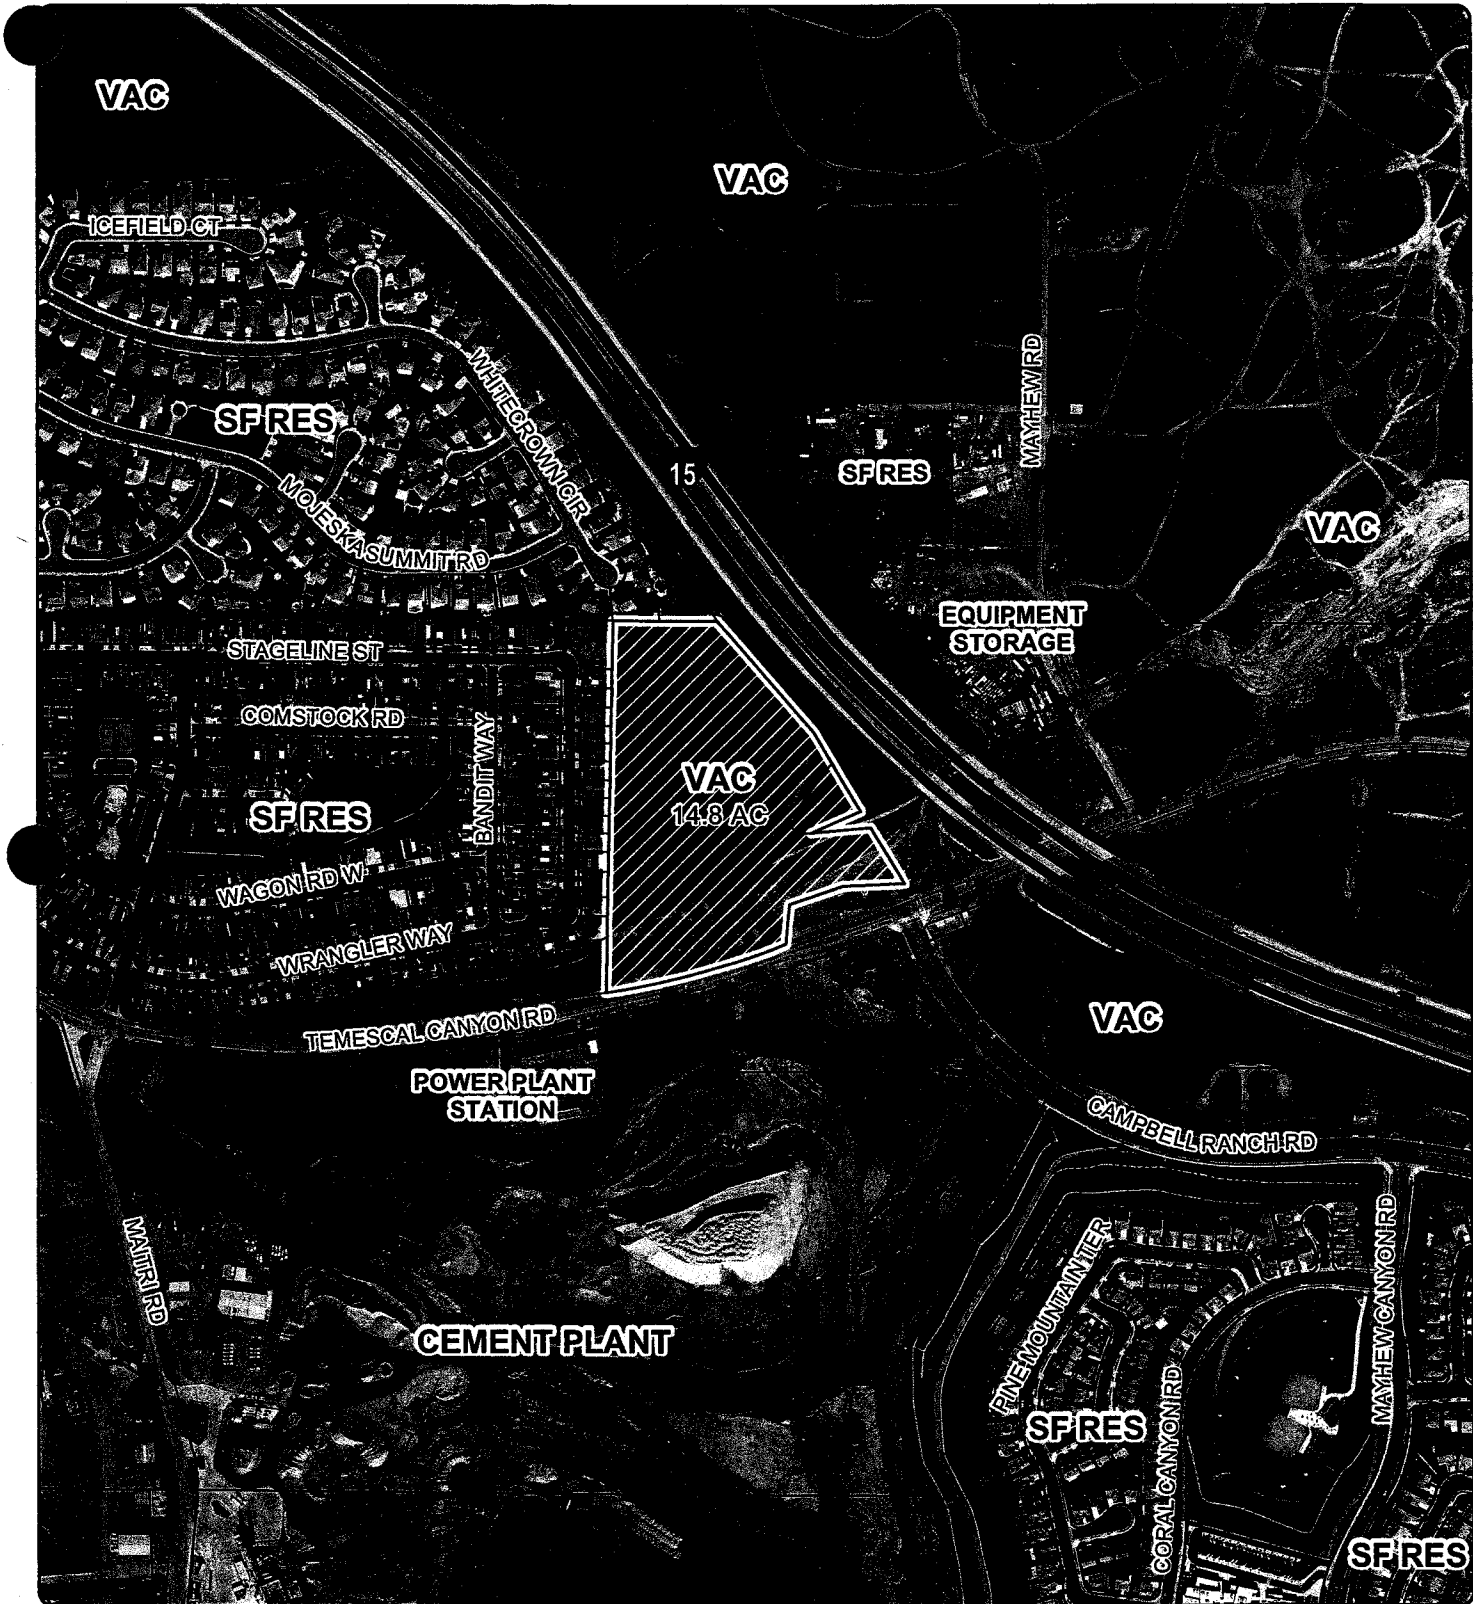 VAC
VAC
ICEFIELD CT
MAYHEW RD
WHITECROWN CIR
SF RES
15
SF RES
MOJESKA SUMMIT RD
VAC
EQUIPMENT
STORAGE
STAGELINE ST
COMSTOCK RD
BANDIT WAY
VAC
14.8 AC
SF RES
WAGON RD W
WRANGLER WAY
TEMESCAL CANYON RD
VAC
POWER PLANT
STATION
CAMPBELL RANCH RD
MAITRI RD
PINE MOUNTAIN TER
MAYHEW CANYON RD
CEMENT PLANT
CORAL CANYON RD
SF RES
SF RES